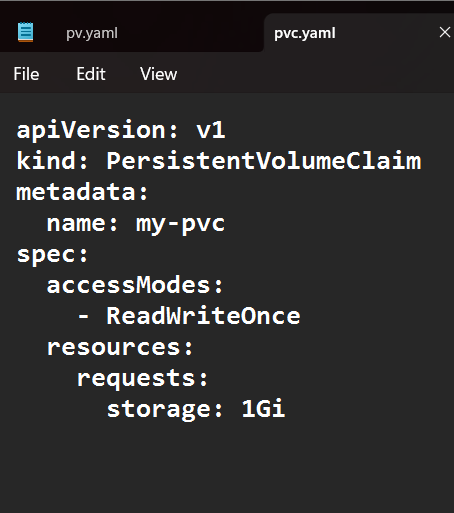 pv.yaml
pvc.yaml
File Edit View
apiVersion: v1
kind: PersistentVolumeClaim
metadata:
  name: my-pvc
spec:
  accessModes:
    - ReadWriteOnce
  resources:
    requests:
      storage: 1Gi